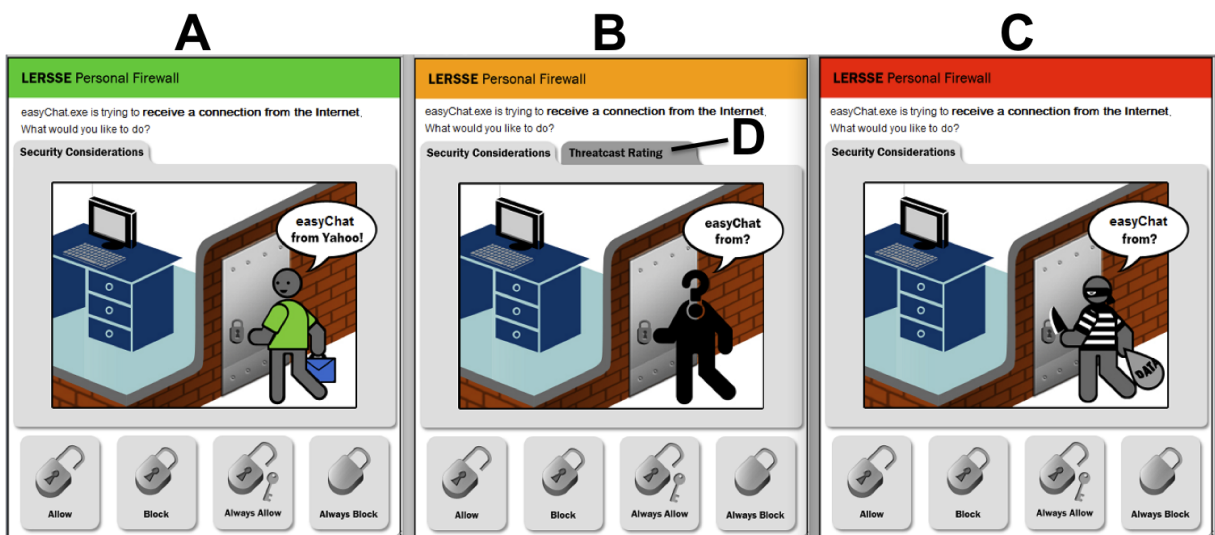 A
B
C
LERSSE Personal Firewall
easyChat.exe is trying to receive a connection from the Internet.
What would you like to do?
Security Considerations
easyChat
from Yahoo!
Allow
Block
Always Allow
Always Block
LERSSE Personal Firewall
easyChat.exe is trying to receive a connection from the Internet.
What would you like to do?
D
Security Considerations
Threatcast Rating
easyChat
from?
Allow
Block
Always Allow
Always Block
LERSSE Personal Firewall
easyChat.exe is trying to receive a connection from the Internet.
What would you like to do?
Security Considerations
easyChat
from?
DATA
Allow
Block
Always Allow
Always Block